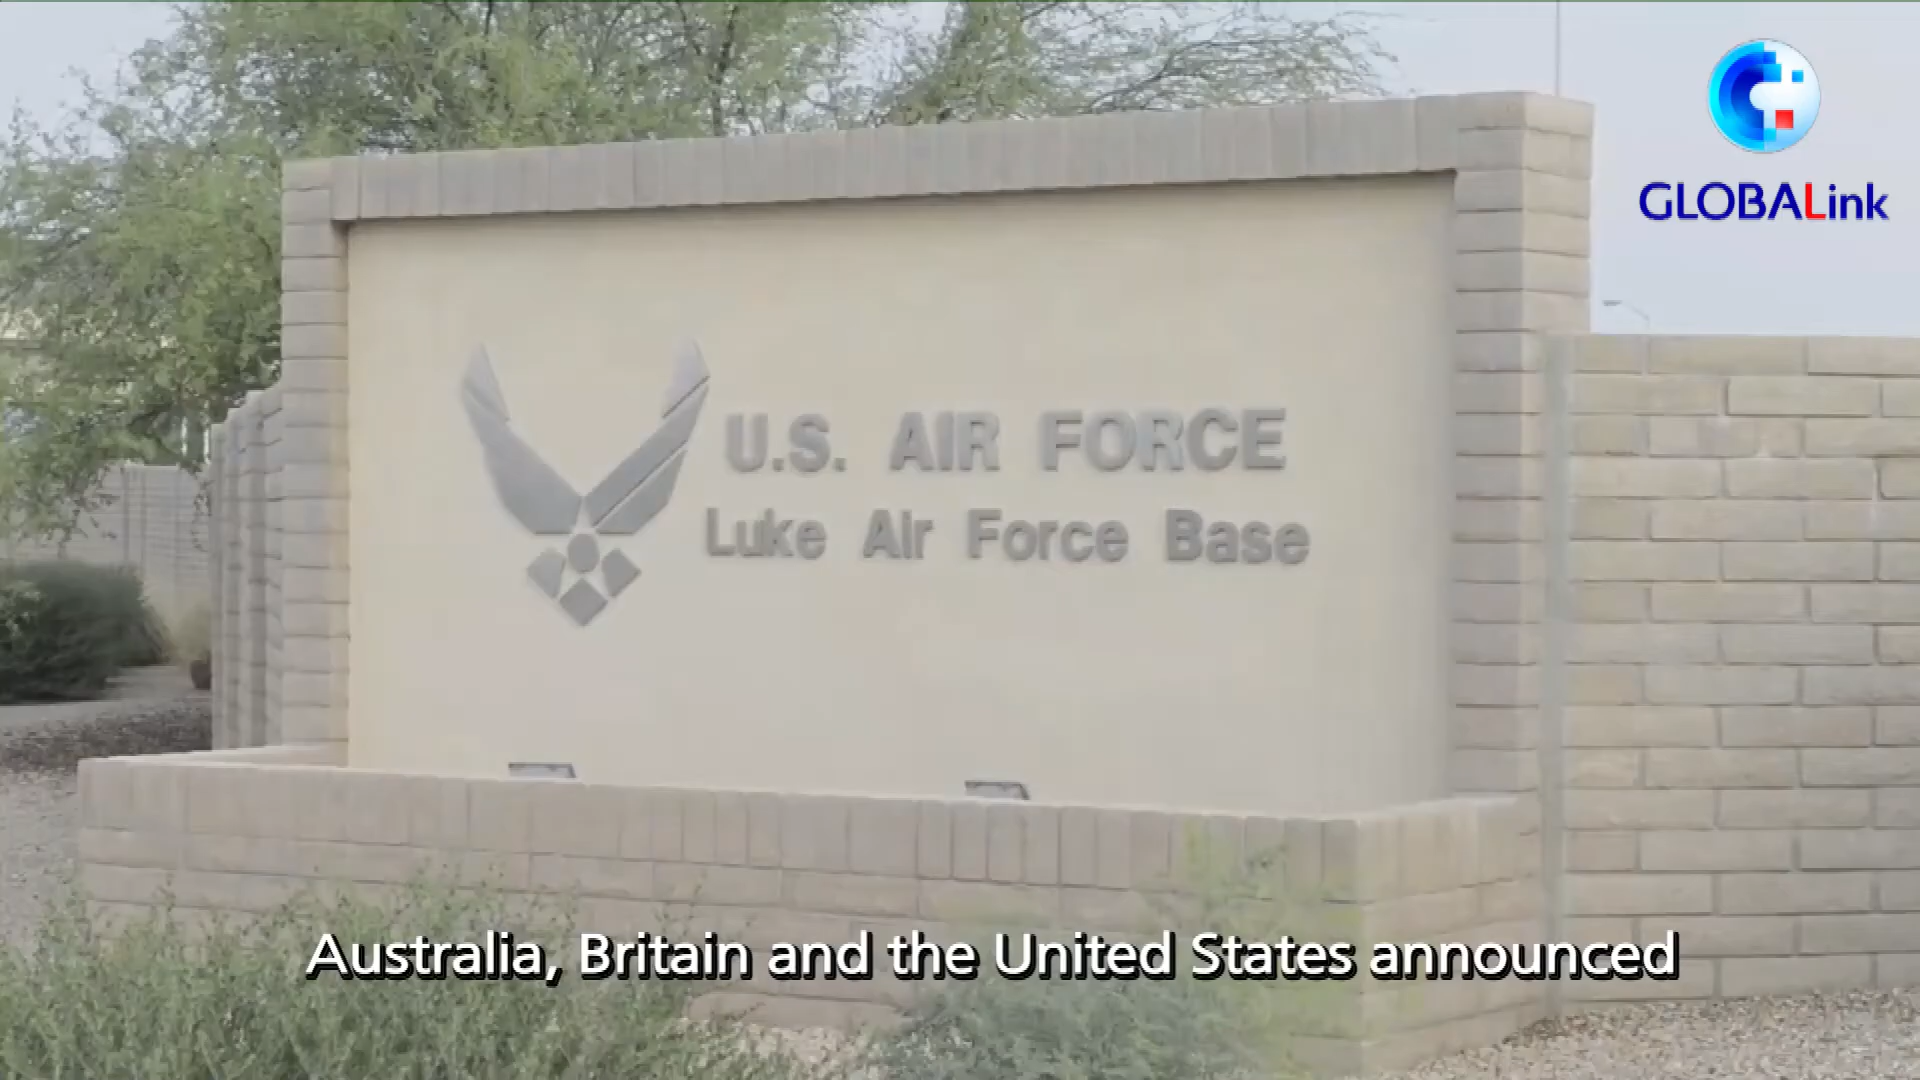 GLOBALink
U.S. AIR FORCE
Luke Air Force Base
Australia, Britain and the United States announced